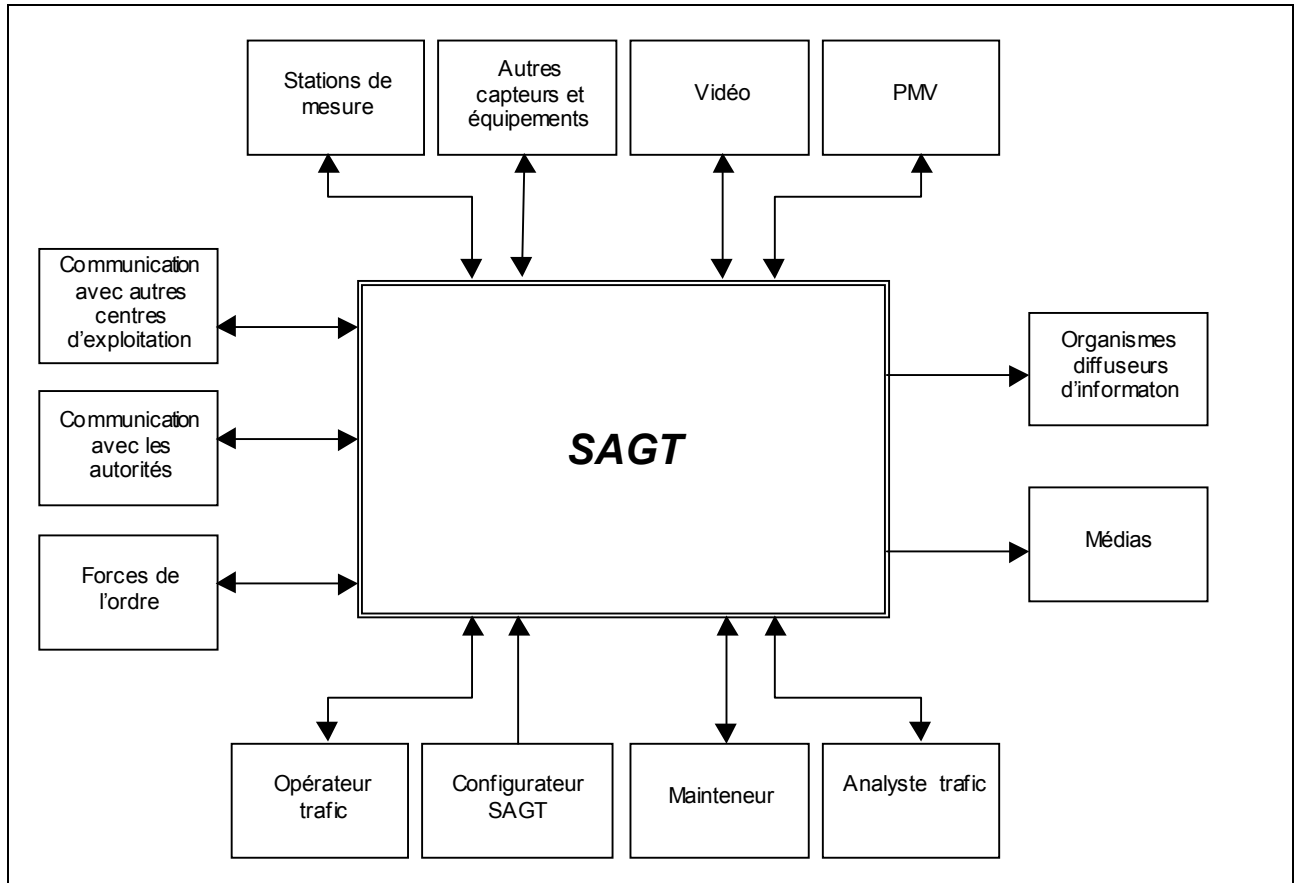 Stations de
mesure
Autres
capteurs et
équipements
Vidéo
PMV
Communication
avec autres
centres
d'exploitation
Communication
avec les
autorités
Forces de
l'ordre
SAGT
Organismes
diffuseurs
d'informaton
Médias
Opérateur
trafic
Configurateur
SAGT
Mainteneur
Analyste trafic